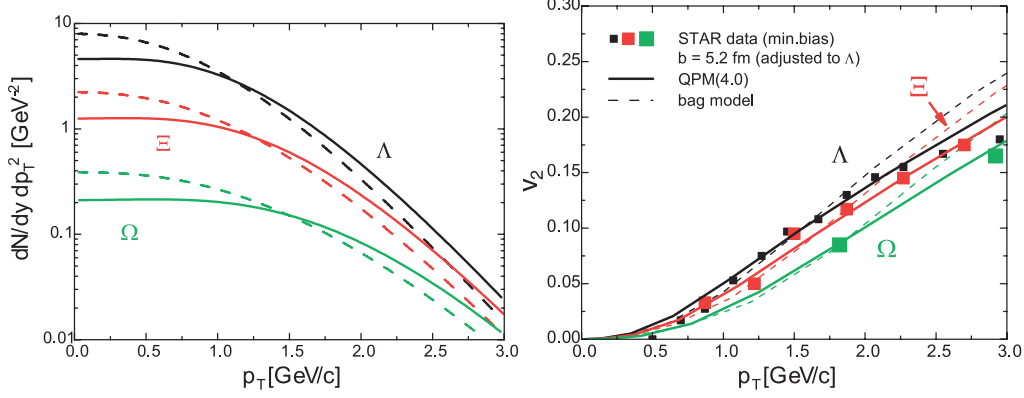 10
1
0.1
0.01
dN/dy dp_T^2 [GeV^-2]
Λ
Ξ
Ω
0.0 0.5 1.0 1.5 2.0 2.5 3.0
p_T [GeV/c]
0.30
0.25
0.20
0.15
0.10
0.05
0.00
v_2
STAR data (min.bias)
b = 5.2 fm (adjusted to Λ)
QPM(4.0)
bag model
Ξ
Λ
Ω
0.0 0.5 1.0 1.5 2.0 2.5 3.0
p_T [GeV/c]